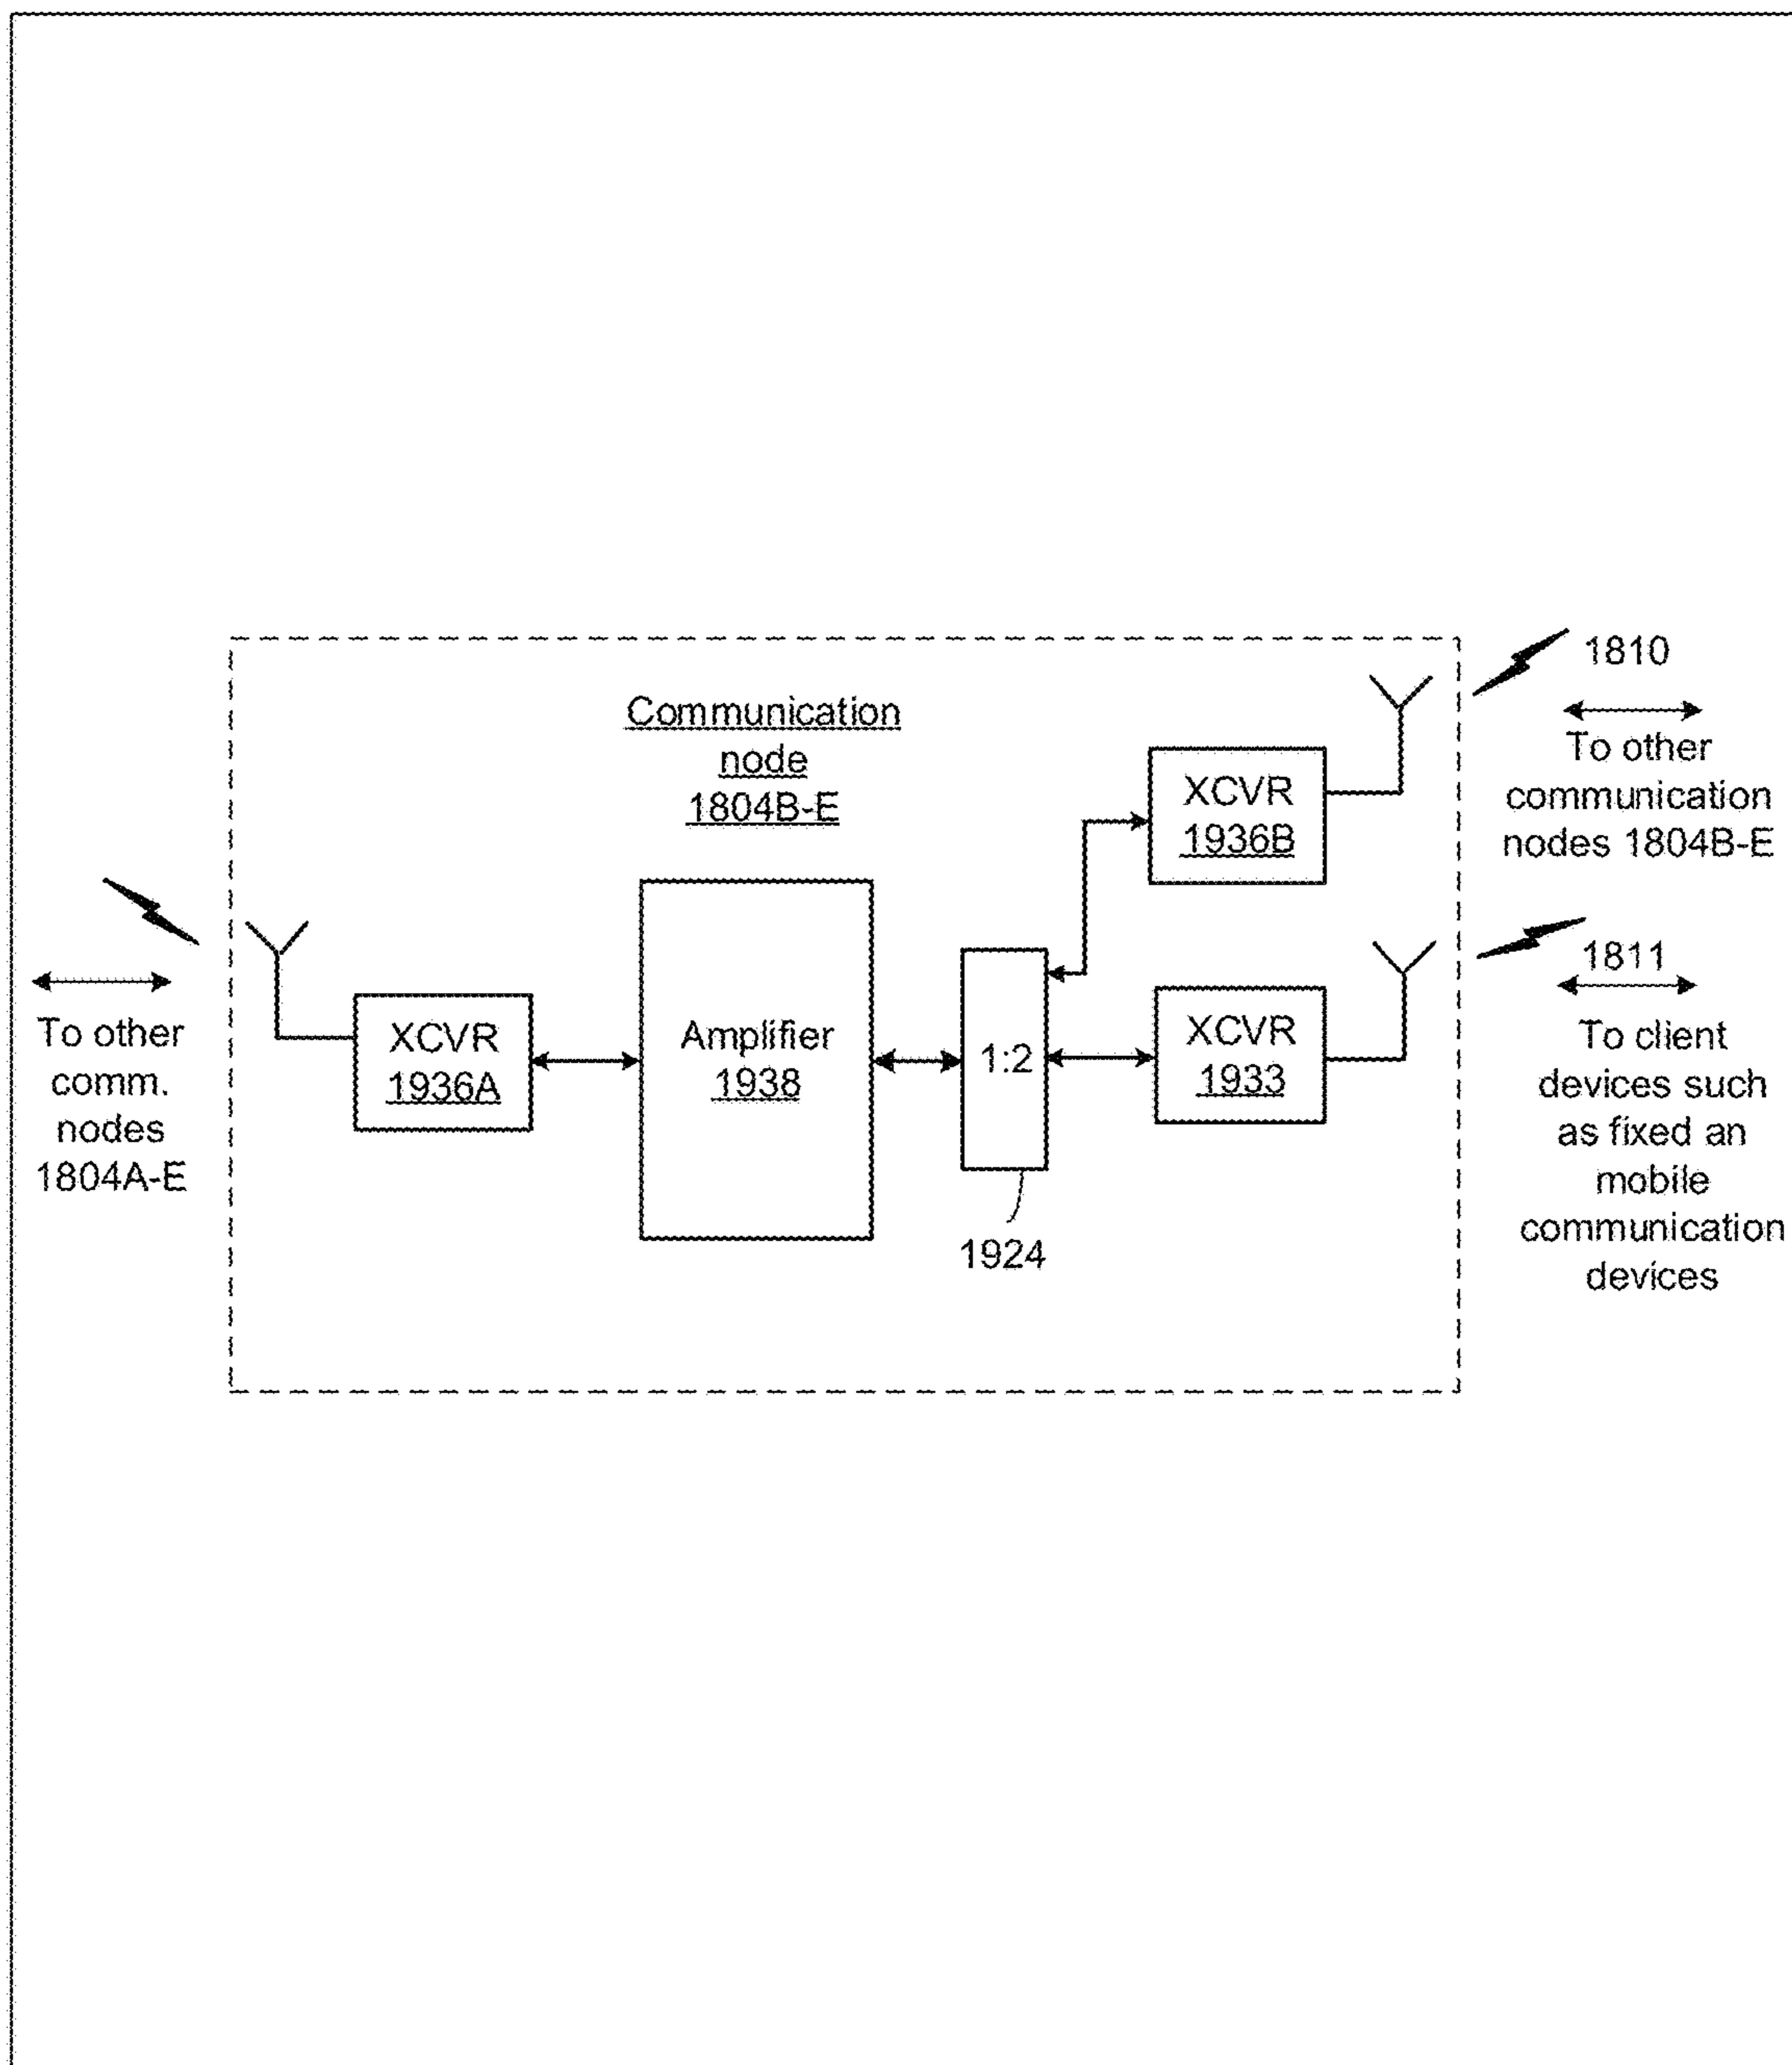 Communication
node
1804B-E
1810
To other
communication
nodes 1804B-E
XCVR
1936B
To other
comm.
nodes
1804A-E
XCVR
1936A
Amplifier
1938
1:2
1924
XCVR
1933
1811
To client
devices such
as fixed an
mobile
communication
devices